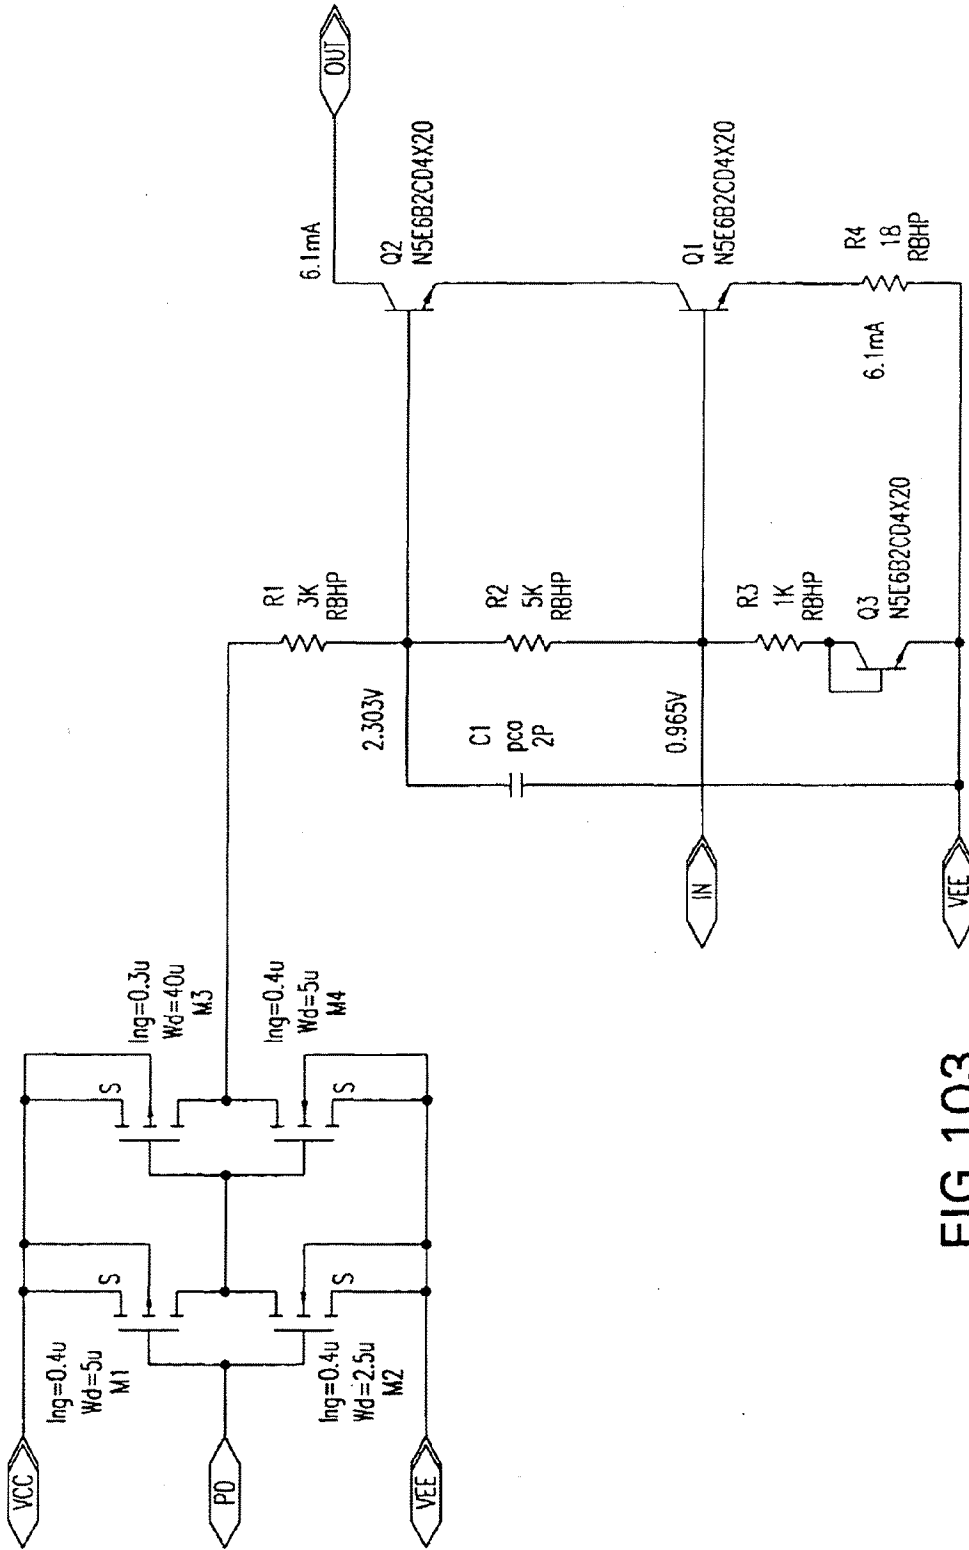 VCC
PD
VEE
lng=0.4u
Wd=5u
M1
S
lng=0.4u
Wd=2.5u
M2
S
lng=0.3u
Wd=40u
M3
S
lng=0.4u
Wd=5u
M4
S
R1
3K
RBHP
2.303V
C1
pco
2P
R2
5K
RBHP
0.965V
R3
1K
RBHP
Q3
N5E6B2CD4X20
IN
VEE
6.1mA
OUT
Q2
N5E6B2CD4X20
Q1
N5E6B2CD4X20
R4
18
RBHP
6.1mA
FIG.103